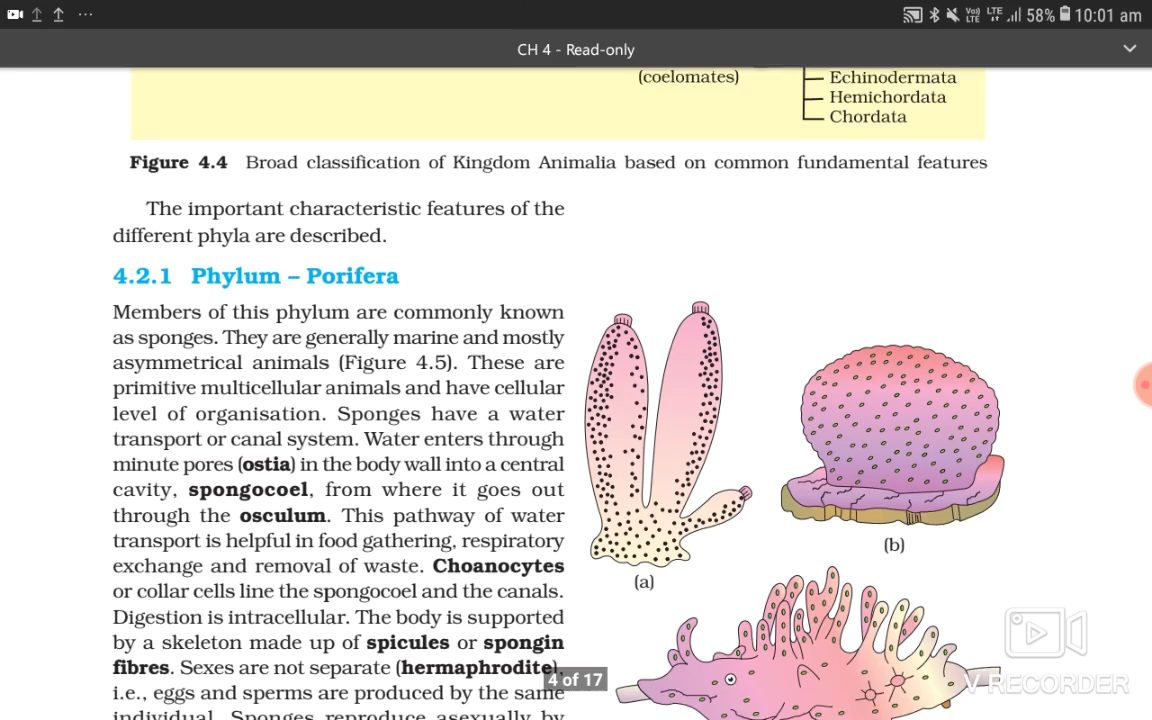 58% 10:01 am
CH 4 - Read-only
(coelomates)
Echinodermata
Hemichordata
Chordata
Figure 4.4 Broad classification of Kingdom Animalia based on common fundamental features
The important characteristic features of the
different phyla are described.
4.2.1 Phylum – Porifera
Members of this phylum are commonly known
as sponges. They are generally marine and mostly
asymmetrical animals (Figure 4.5). These are
primitive multicellular animals and have cellular
level of organisation. Sponges have a water
transport or canal system. Water enters through
minute pores (ostia) in the body wall into a central
cavity, spongocoel, from where it goes out
through the osculum. This pathway of water
transport is helpful in food gathering, respiratory
exchange and removal of waste. Choanocytes
or collar cells line the spongocoel and the canals.
Digestion is intracellular. The body is supported
by a skeleton made up of spicules or spongin
fibres. Sexes are not separate (hermaphrodite),
i.e., eggs and sperms are produced by the same
individual. Sponges reproduce asexually by
(a)
(b)
4 of 17
V RECORDER